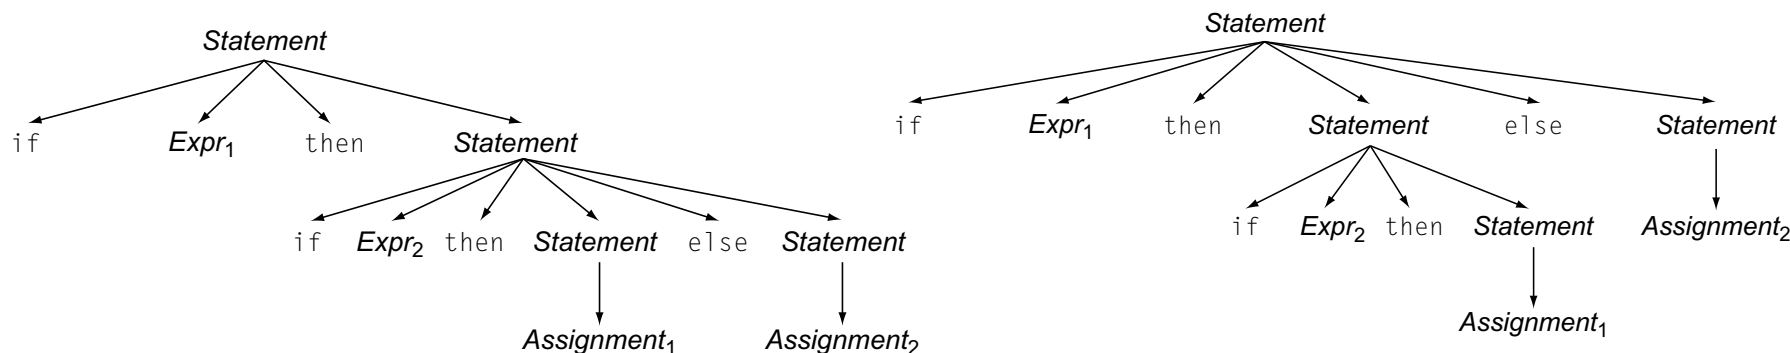 Statement
if Expr1 then Statement
if Expr2 then Statement else Statement
Assignment1 Assignment2
Statement
if Expr1 then Statement else Statement
if Expr2 then Statement Assignment2
Assignment1